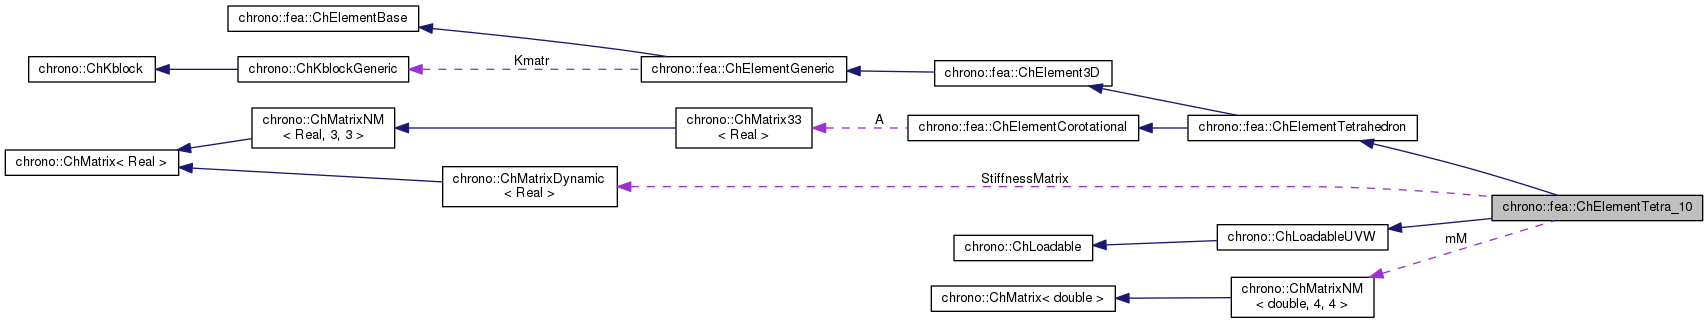 chrono::fea::ChElementBase
chrono::ChKblock
chrono::ChKblockGeneric
Kmatr
chrono::fea::ChElementGeneric
chrono::fea::ChElement3D
chrono::ChMatrixNM
< Real, 3, 3 >
chrono::ChMatrix33
< Real >
A
chrono::fea::ChElementCorotational
chrono::fea::ChElementTetrahedron
chrono::ChMatrix< Real >
chrono::ChMatrixDynamic
< Real >
StiffnessMatrix
chrono::fea::ChElementTetra_10
chrono::ChLoadable
chrono::ChLoadableUVW
mM
chrono::ChMatrix< double >
chrono::ChMatrixNM
< double, 4, 4 >